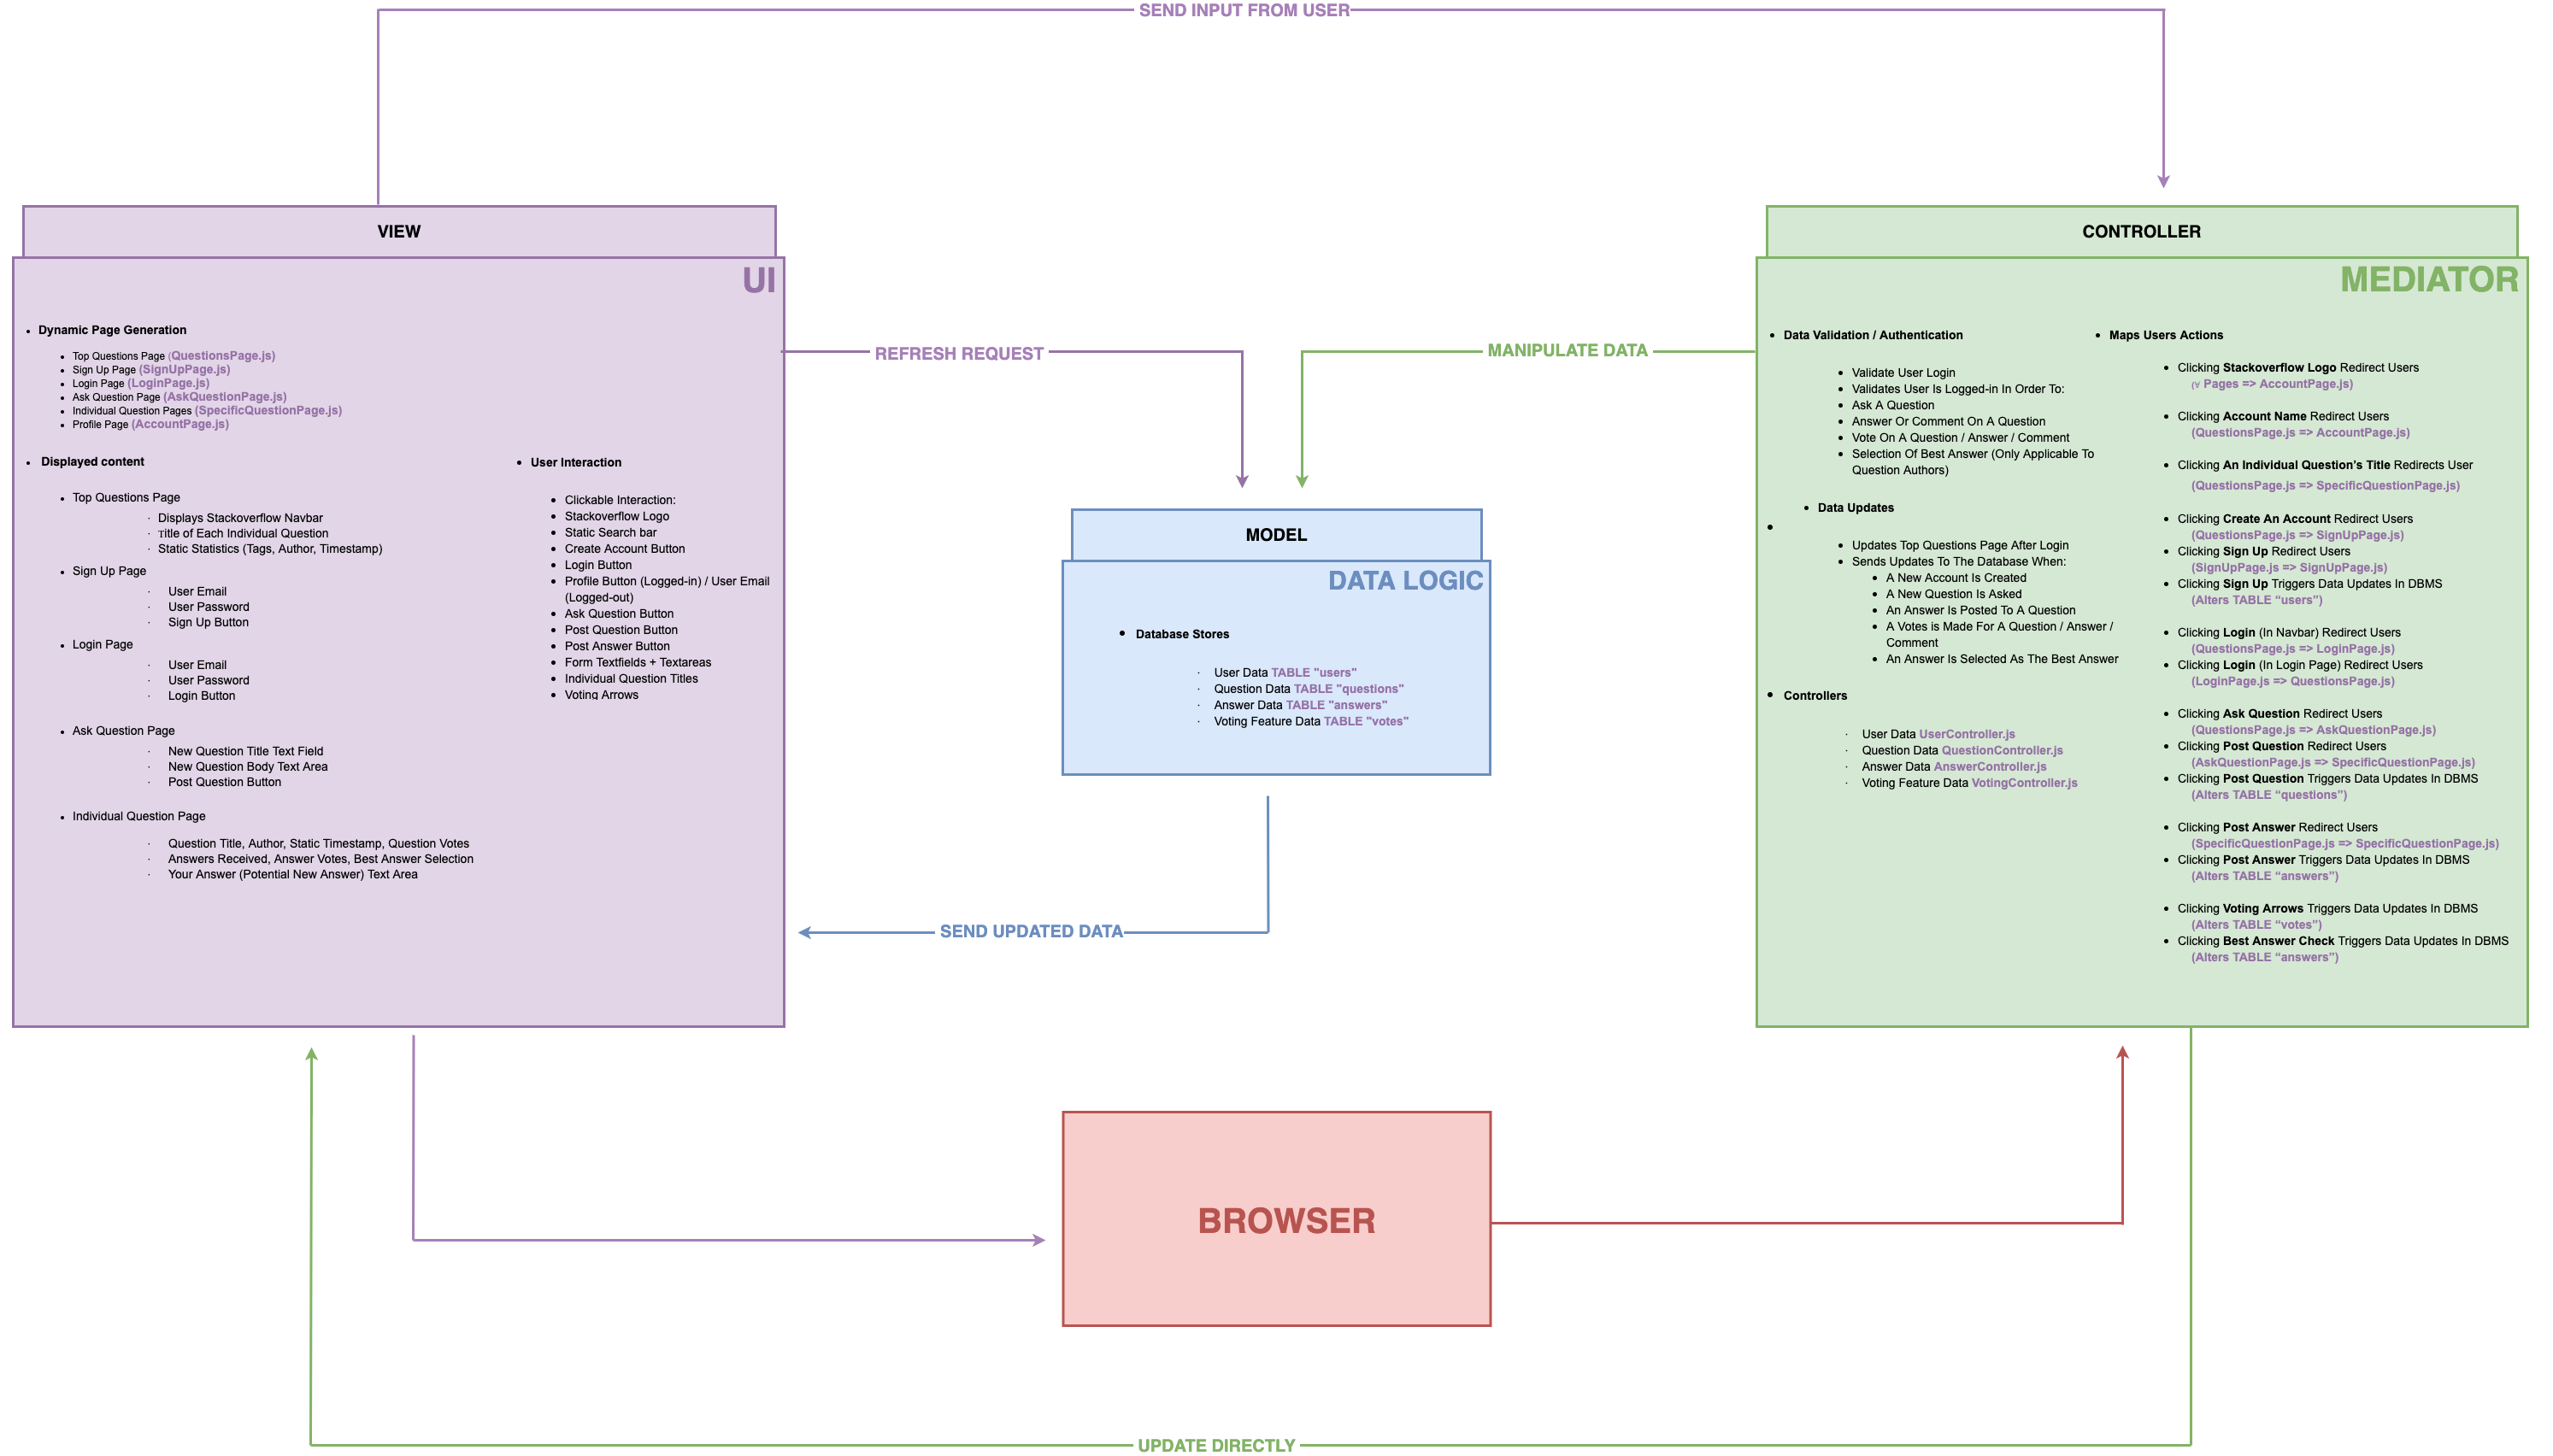 SEND INPUT FROM USER
VIEW
UI
• Dynamic Page Generation
• Top Questions Page (QuestionsPage.js)
• Sign Up Page (SignUpPage.js)
• Login Page (LoginPage.js)
• Ask Question Page (AskQuestionPage.js)
• Individual Question Pages (SpecificQuestionPage.js)
• Profile Page (AccountPage.js)
• Displayed content
• Top Questions Page
· Displays Stackoverflow Navbar
· Title of Each Individual Question
· Static Statistics (Tags, Author, Timestamp)
• Sign Up Page
· User Email
· User Password
· Sign Up Button
• Login Page
· User Email
· User Password
· Login Button
• Ask Question Page
· New Question Title Text Field
· New Question Body Text Area
· Post Question Button
• Individual Question Page
· Question Title, Author, Static Timestamp, Question Votes
· Answers Received, Answer Votes, Best Answer Selection
· Your Answer (Potential New Answer) Text Area
• User Interaction
• Clickable Interaction:
• Stackoverflow Logo
• Static Search bar
• Create Account Button
• Login Button
• Profile Button (Logged-in) / User Email
(Logged-out)
• Ask Question Button
• Post Question Button
• Post Answer Button
• Form Textfields + Textareas
• Individual Question Titles
• Voting Arrows
REFRESH REQUEST
MANIPULATE DATA
MODEL
DATA LOGIC
• Database Stores
· User Data TABLE "users"
· Question Data TABLE "questions"
· Answer Data TABLE "answers"
· Voting Feature Data TABLE "votes"
SEND UPDATED DATA
CONTROLLER
MEDIATOR
• Data Validation / Authentication
• Validate User Login
• Validates User Is Logged-in In Order To:
• Ask A Question
• Answer Or Comment On A Question
• Vote On A Question / Answer / Comment
• Selection Of Best Answer (Only Applicable To
Question Authors)
• Data Updates
•
• Updates Top Questions Page After Login
• Sends Updates To The Database When:
• A New Account Is Created
• A New Question Is Asked
• An Answer Is Posted To A Question
• A Votes is Made For A Question / Answer /
Comment
• An Answer Is Selected As The Best Answer
• Controllers
· User Data UserController.js
· Question Data QuestionController.js
· Answer Data AnswerController.js
· Voting Feature Data VotingController.js
• Maps Users Actions
• Clicking Stackoverflow Logo Redirect Users
(∀ Pages => AccountPage.js)
• Clicking Account Name Redirect Users
(QuestionsPage.js => AccountPage.js)
• Clicking An Individual Question’s Title Redirects User
(QuestionsPage.js => SpecificQuestionPage.js)
• Clicking Create An Account Redirect Users
(QuestionsPage.js => SignUpPage.js)
• Clicking Sign Up Redirect Users
(SignUpPage.js => SignUpPage.js)
• Clicking Sign Up Triggers Data Updates In DBMS
(Alters TABLE “users”)
• Clicking Login (In Navbar) Redirect Users
(QuestionsPage.js => LoginPage.js)
• Clicking Login (In Login Page) Redirect Users
(LoginPage.js => QuestionsPage.js)
• Clicking Ask Question Redirect Users
(QuestionsPage.js => AskQuestionPage.js)
• Clicking Post Question Redirect Users
(AskQuestionPage.js => SpecificQuestionPage.js)
• Clicking Post Question Triggers Data Updates In DBMS
(Alters TABLE “questions”)
• Clicking Post Answer Redirect Users
(SpecificQuestionPage.js => SpecificQuestionPage.js)
• Clicking Post Answer Triggers Data Updates In DBMS
(Alters TABLE “answers”)
• Clicking Voting Arrows Triggers Data Updates In DBMS
(Alters TABLE “votes”)
• Clicking Best Answer Check Triggers Data Updates In DBMS
(Alters TABLE “answers”)
BROWSER
UPDATE DIRECTLY